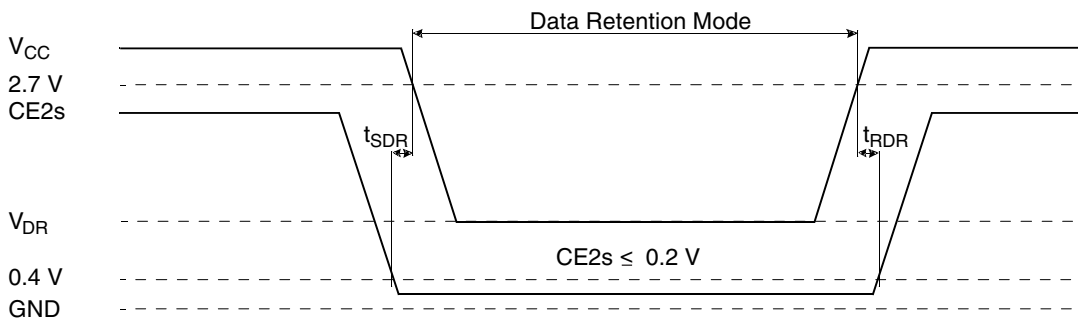 Data Retention Mode
VCC
2.7 V
CE2s
tSDR
tRDR
VDR
CE2s ≤ 0.2 V
0.4 V
GND